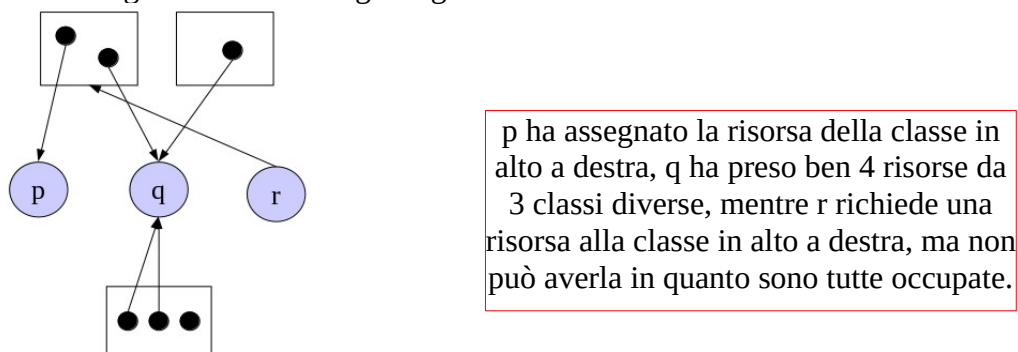 p
q
r
p ha assegnato la risorsa della classe in
alto a destra, q ha preso ben 4 risorse da
3 classi diverse, mentre r richiede una
risorsa alla classe in alto a destra, ma non
può averla in quanto sono tutte occupate.